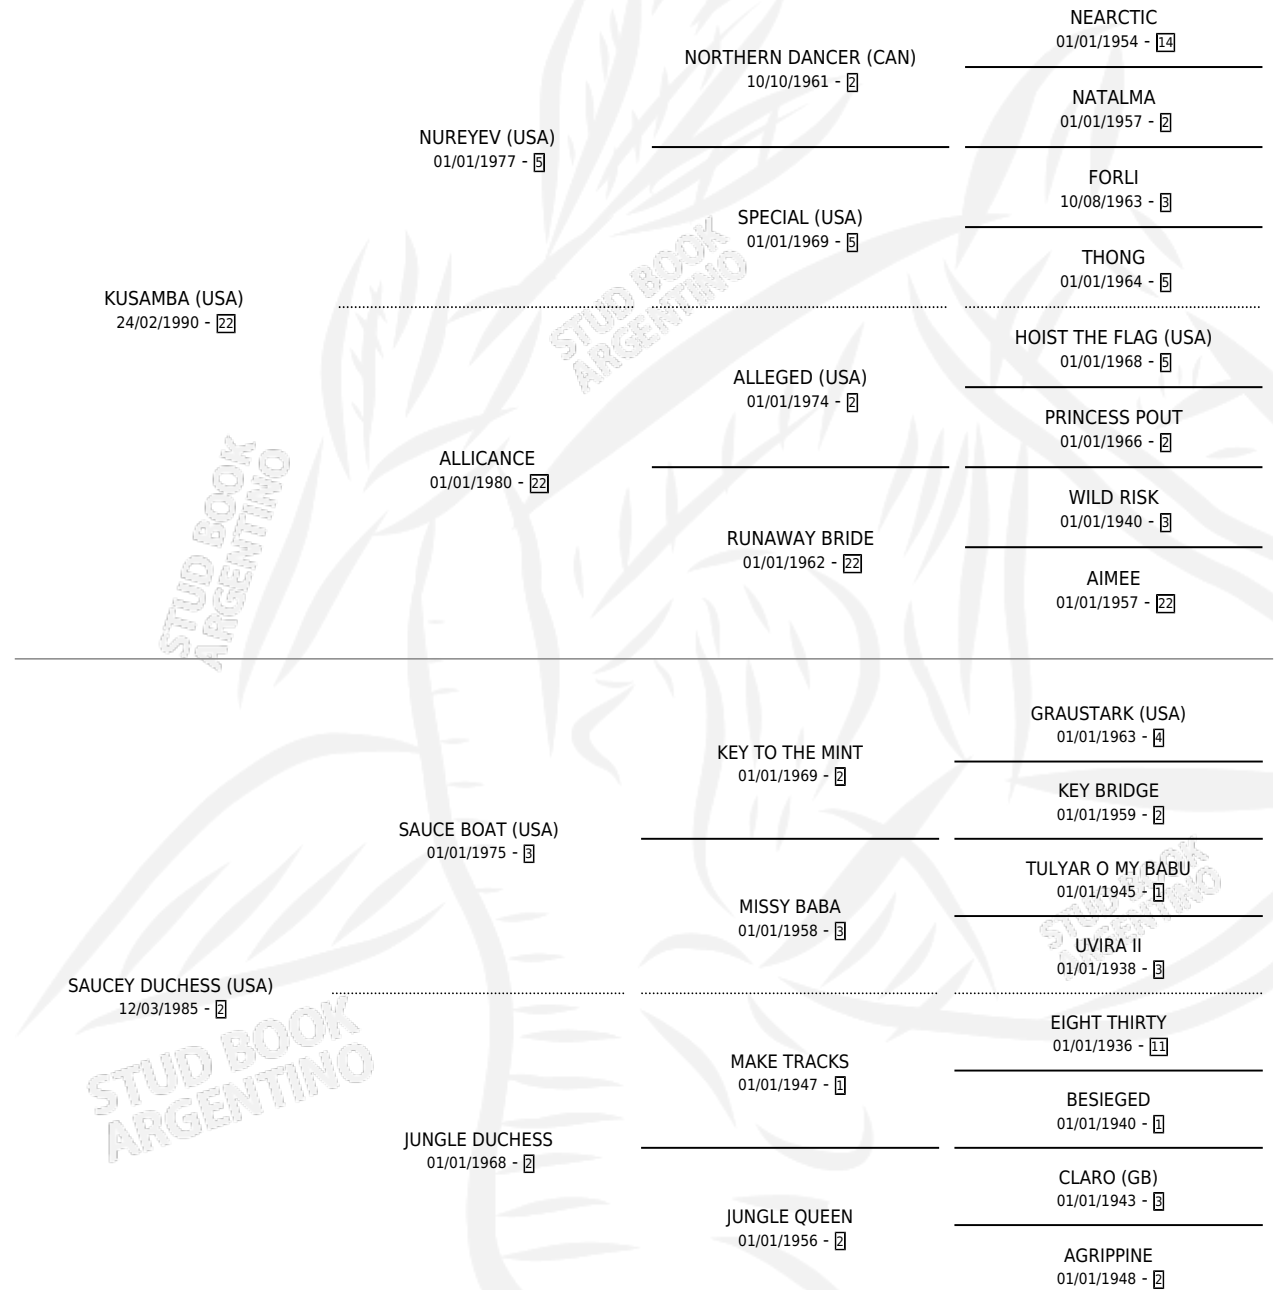 NEARCTIC
01/01/1954 - 14
NORTHERN DANCER (CAN)
10/10/1961 - 2
NATALMA
01/01/1957 - 2
NUREYEV (USA)
01/01/1977 - 5
FORLI
10/08/1963 - 3
SPECIAL (USA)
01/01/1969 - 5
THONG
01/01/1964 - 5
KUSAMBA (USA)
24/02/1990 - 22
HOIST THE FLAG (USA)
01/01/1968 - 5
ALLEGED (USA)
01/01/1974 - 2
PRINCESS POUT
01/01/1966 - 2
ALLICANCE
01/01/1980 - 22
WILD RISK
01/01/1940 - 3
RUNAWAY BRIDE
01/01/1962 - 22
AIMEE
01/01/1957 - 22
STUD BOOK
ARGENTINO
STUD BOOK
ARGENTINO
GRAUSTARK (USA)
01/01/1963 - 4
KEY TO THE MINT
01/01/1969 - 2
KEY BRIDGE
01/01/1959 - 2
SAUCE BOAT (USA)
01/01/1975 - 3
TULYAR O MY BABU
01/01/1945 - 1
MISSY BABA
01/01/1958 - 3
UVIRA II
01/01/1938 - 3
STUD BOOK
ARGENTINO
SAUCEY DUCHESS (USA)
12/03/1985 - 2
EIGHT THIRTY
01/01/1936 - 11
MAKE TRACKS
01/01/1947 - 1
BESIEGED
01/01/1940 - 1
JUNGLE DUCHESS
01/01/1968 - 2
CLARO (GB)
01/01/1943 - 3
JUNGLE QUEEN
01/01/1956 - 2
AGRIPPINE
01/01/1948 - 2
STUD BOOK
ARGENTINO